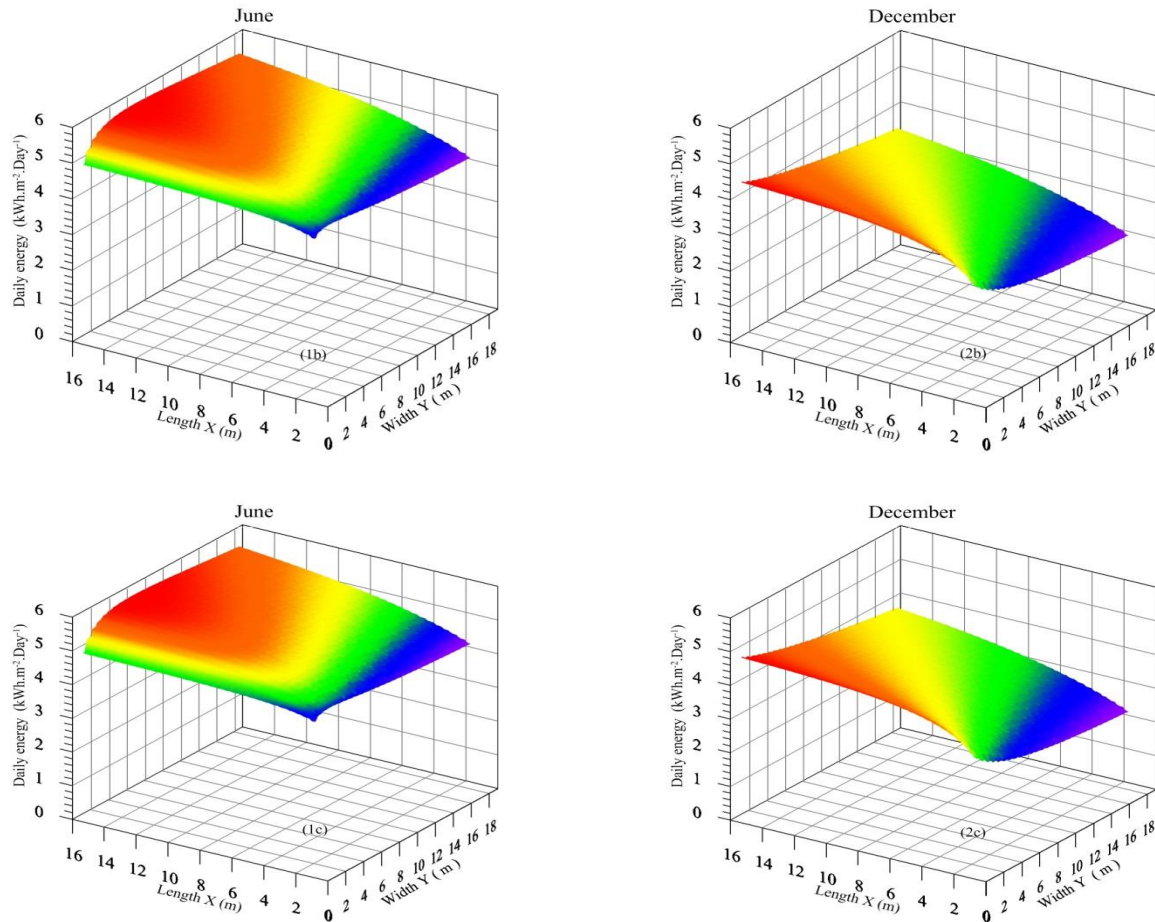 June
Daily energy (kWh.m⁻².Day⁻¹)
6
5
4
3
2
1
0
16 14 12 10 8 6 4 2 0
Length X (m)
2 4 6 8 10 12 14 16 18
Width Y ( m )
(1b)
December
Daily energy (kWh.m⁻².Day⁻¹)
6
5
4
3
2
1
0
16 14 12 10 8 6 4 2 0
Length X (m)
2 4 6 8 10 12 14 16 18
Width Y ( m )
(2b)
June
Daily energy (kWh.m⁻².Day⁻¹)
6
5
4
3
2
1
0
16 14 12 10 8 6 4 2 0
Length X (m)
2 4 6 8 10 12 14 16 18
Width Y ( m )
(1c)
December
Daily energy (kWh.m⁻².Day⁻¹)
6
5
4
3
2
1
0
16 14 12 10 8 6 4 2 0
Length X (m)
2 4 6 8 10 12 14 16 18
Width Y ( m )
(2c)